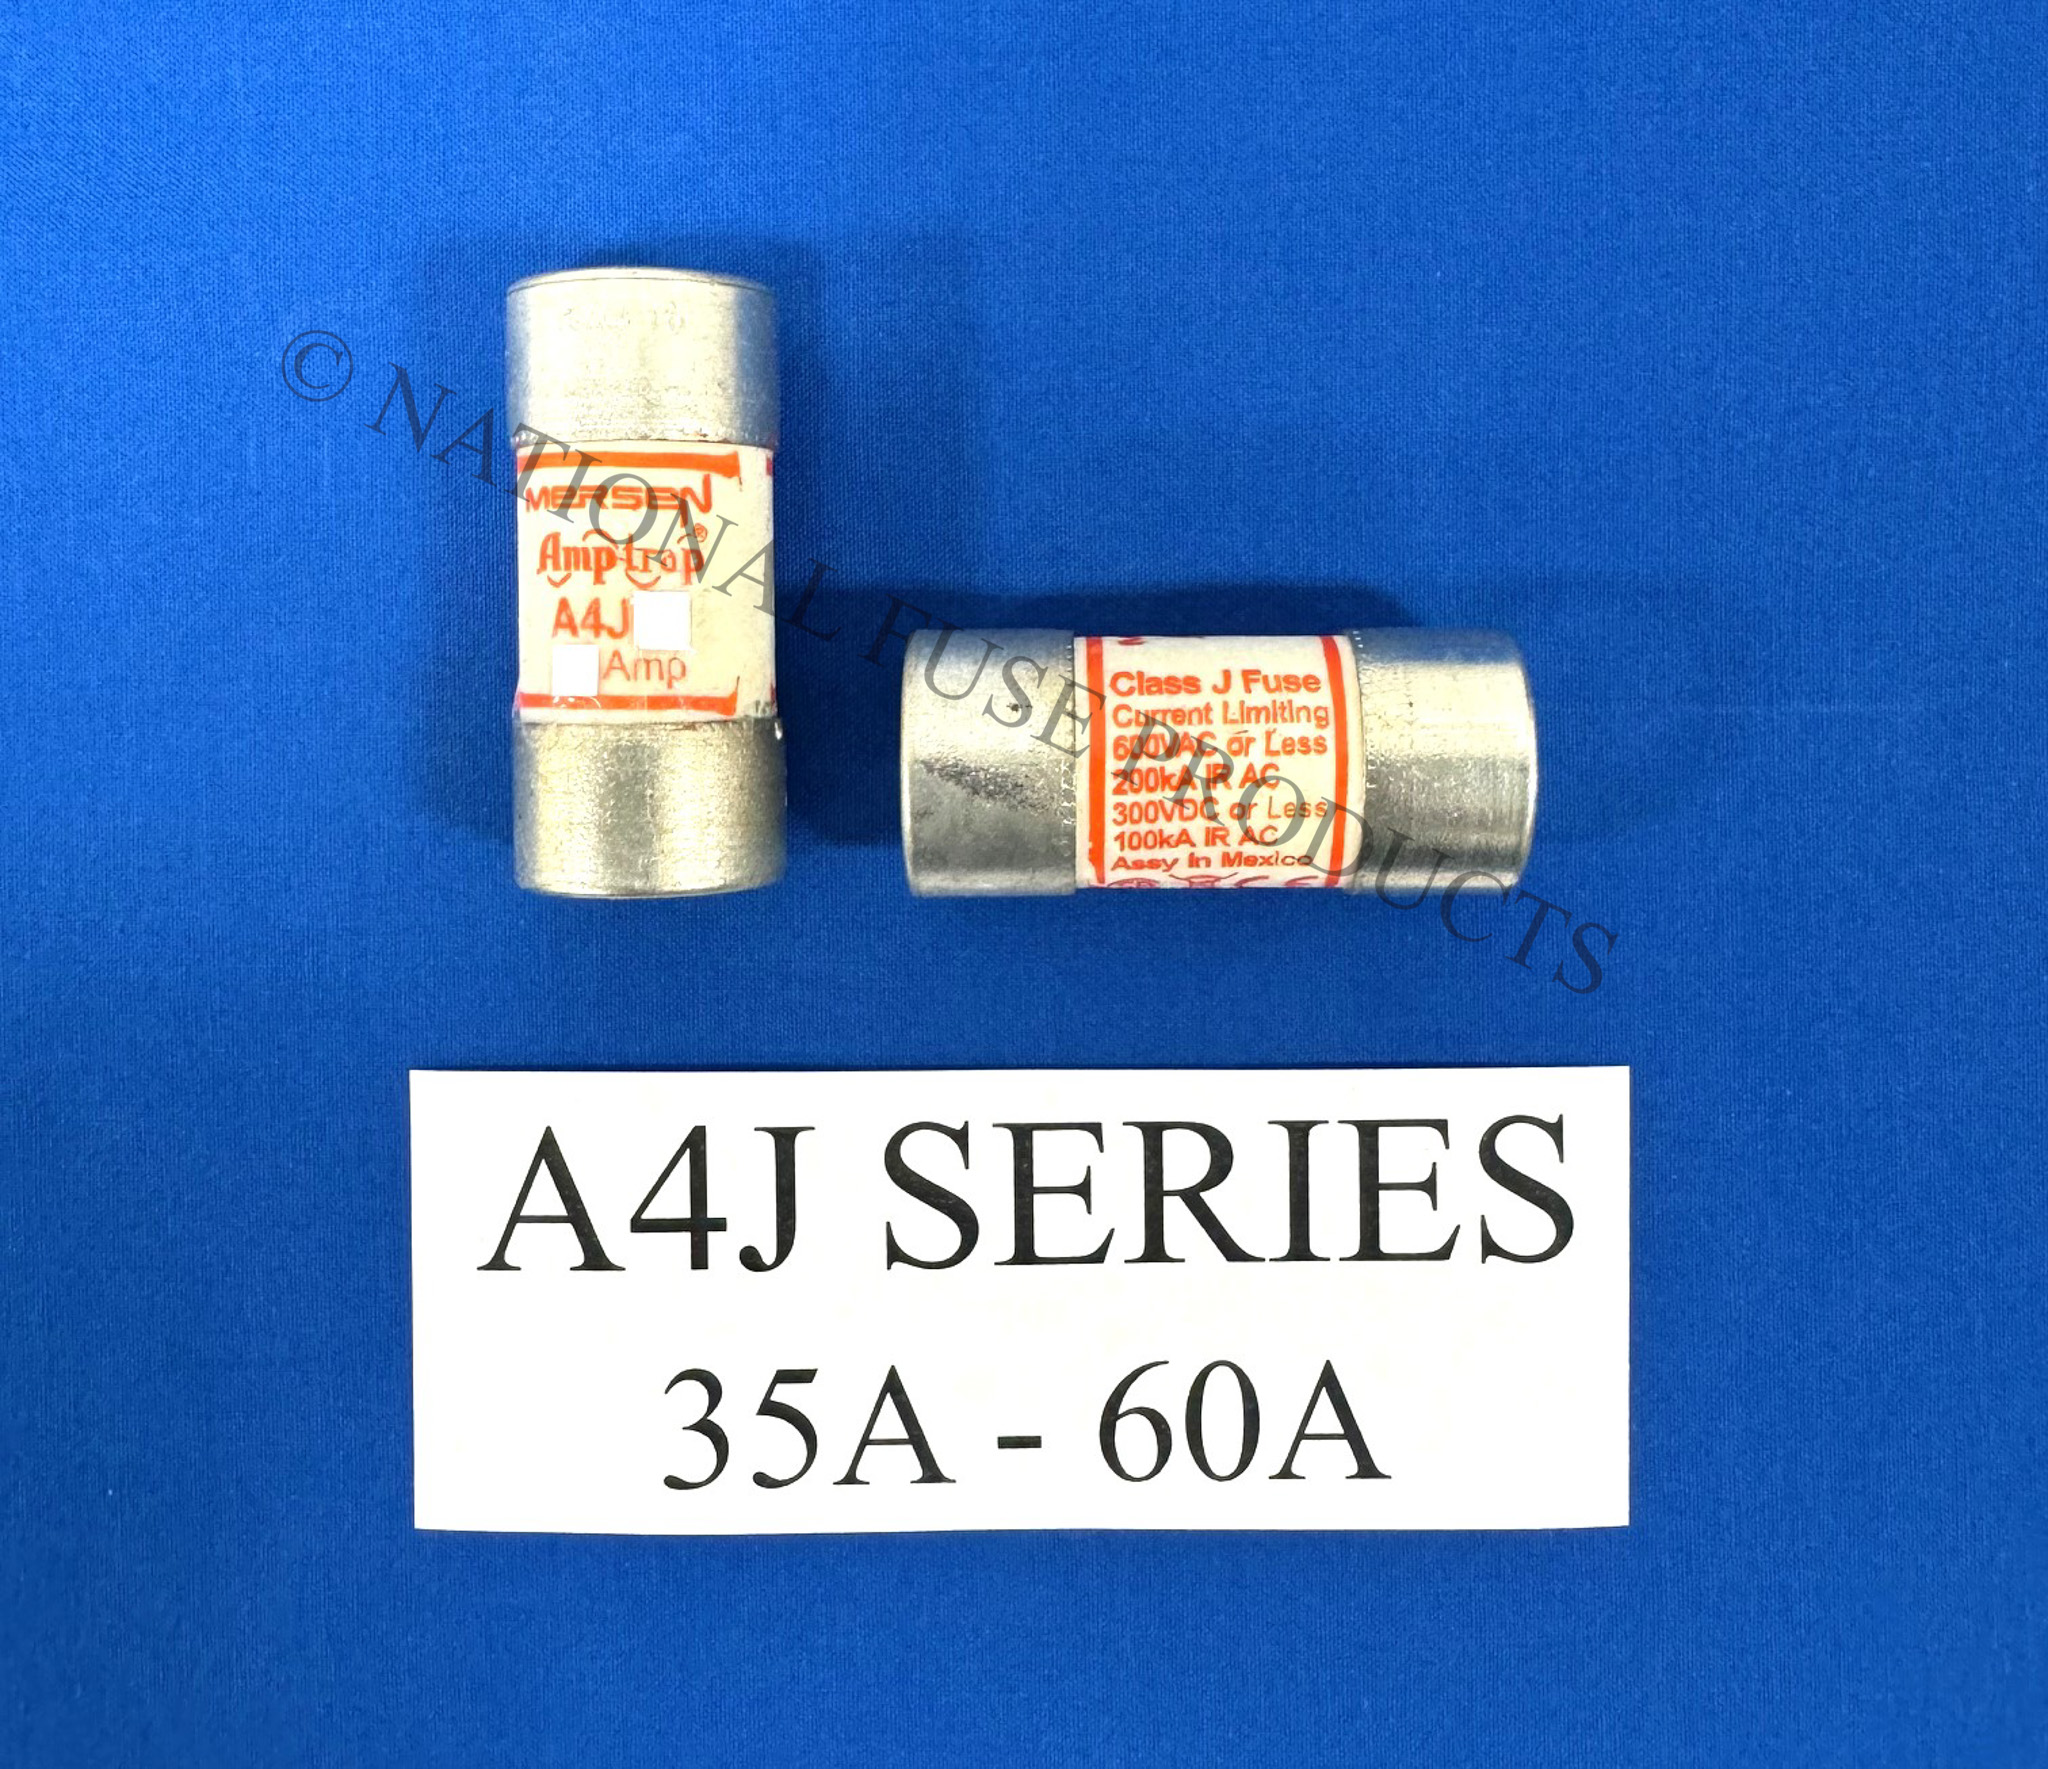 © NATIONAL FUSE PRODUCTS
MERSEN
Amp-trap®
A4J
Amp
Class J Fuse
Current Limiting
600VAC or Less
200kA IR AC
300VDC or Less
100kA IR AC
Assy in Mexico
A4J SERIES
35A - 60A